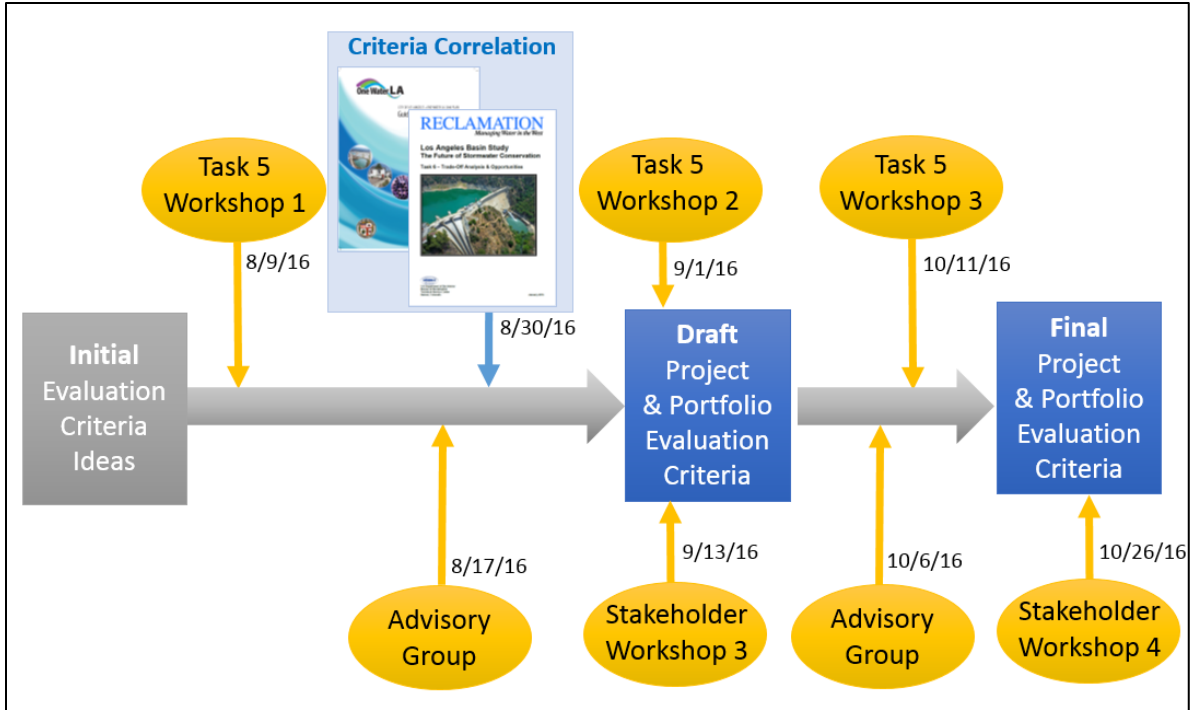 Criteria Correlation
One Water LA
RECLAMATION
Managing Water in the West
Los Angeles Basin Study
The Future of Stormwater Conservation
Task 6 – Trade-Off Analysis & Opportunities
Task 5
Workshop 1
8/9/16
8/30/16
Task 5
Workshop 2
9/1/16
Task 5
Workshop 3
10/11/16
Initial
Evaluation
Criteria
Ideas
Draft
Project
& Portfolio
Evaluation
Criteria
Final
Project
& Portfolio
Evaluation
Criteria
8/17/16
Advisory
Group
9/13/16
Stakeholder
Workshop 3
10/6/16
Advisory
Group
10/26/16
Stakeholder
Workshop 4